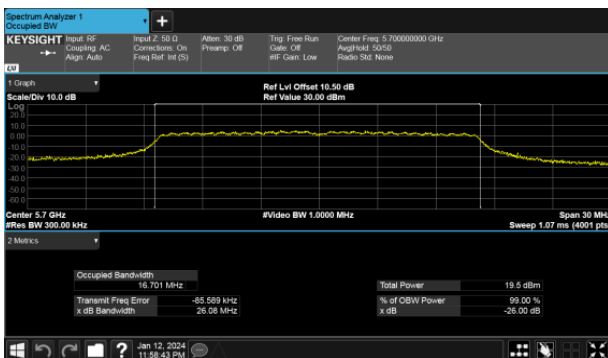 Spectrum Analyzer 1
Occupied BW
+
KEYSIGHT
Input: RF
Coupling: AC
Align: Auto
Input Z: 50 Ω
Corrections: On
Freq Ref: Int (S)
Atten: 30 dB
Preamp: Off
Trig: Free Run
Gate: Off
#IF Gain: Low
Center Freq: 5.700000000 GHz
Avg|Hold: 50/50
Radio Std: None
1 Graph
Scale/Div 10.0 dB
Ref Lvl Offset 10.50 dB
Ref Value 30.00 dBm
Log
20.0
10.0
0.00
-10.0
-20.0
-30.0
-40.0
-50.0
-60.0
Center 5.7 GHz
#Res BW 300.00 kHz
#Video BW 1.0000 MHz
Span 30 MHz
Sweep 1.07 ms (4001 pts
2 Metrics
Occupied Bandwidth
16.701 MHz
Transmit Freq Error -85.589 kHz
x dB Bandwidth 26.08 MHz
Total Power 19.5 dBm
% of OBW Power 99.00 %
x dB -26.00 dB
?
Jan 12, 2024
11:58:43 PM